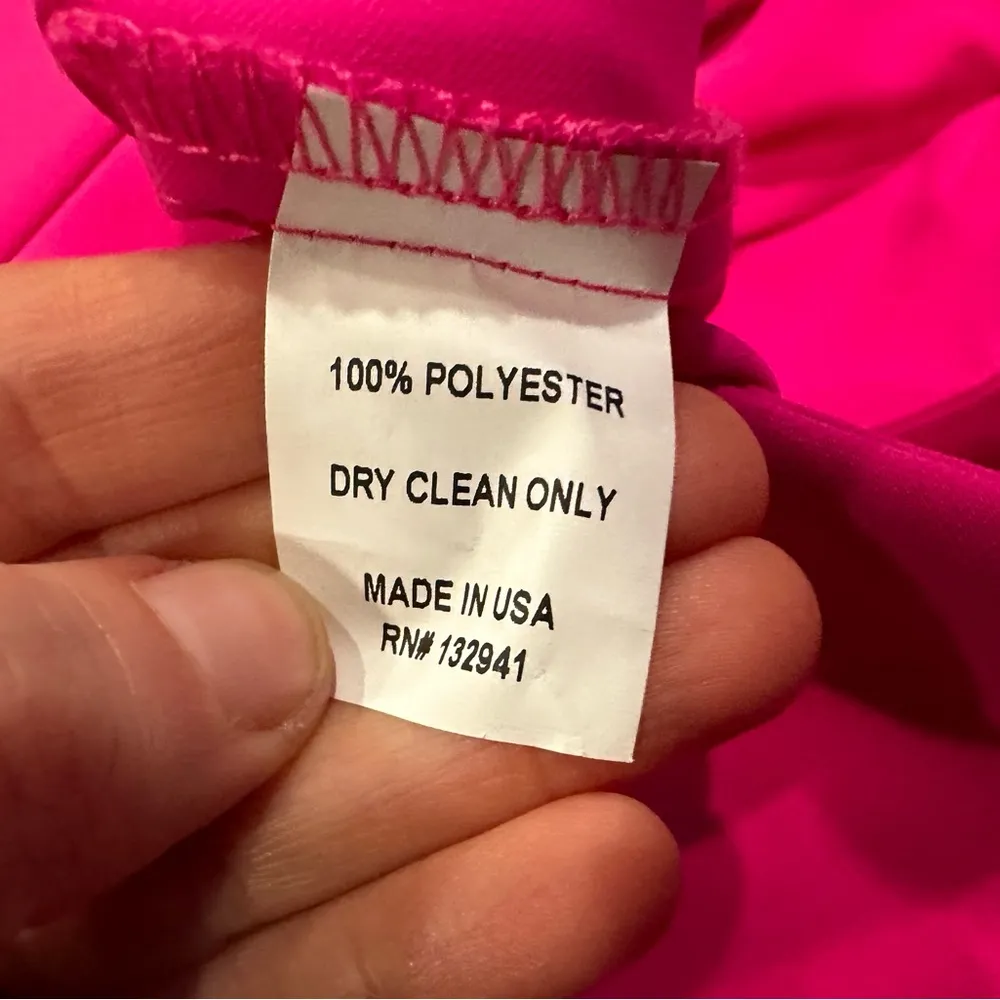 100% POLYESTER
DRY CLEAN ONLY
MADE IN USA
RN# 132941